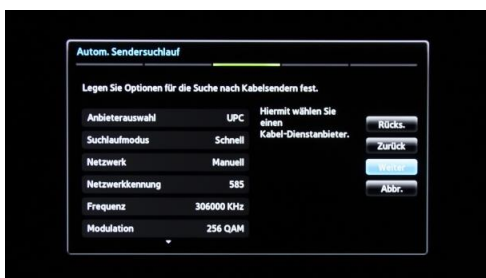 Autom. Sendersuchlauf
Legen Sie Optionen für die Suche nach Kabelsendern fest.
Anbieterauswahl UPC
Suchlaufmodus Schnell
Netzwerk Manuell
Netzwerkkennung 585
Frequenz 306000 KHz
Modulation 256 QAM
Hiermit wählen Sie
einen
Kabel-Dienstanbieter.
Rücks.
Zurück
Weiter
Abbr.